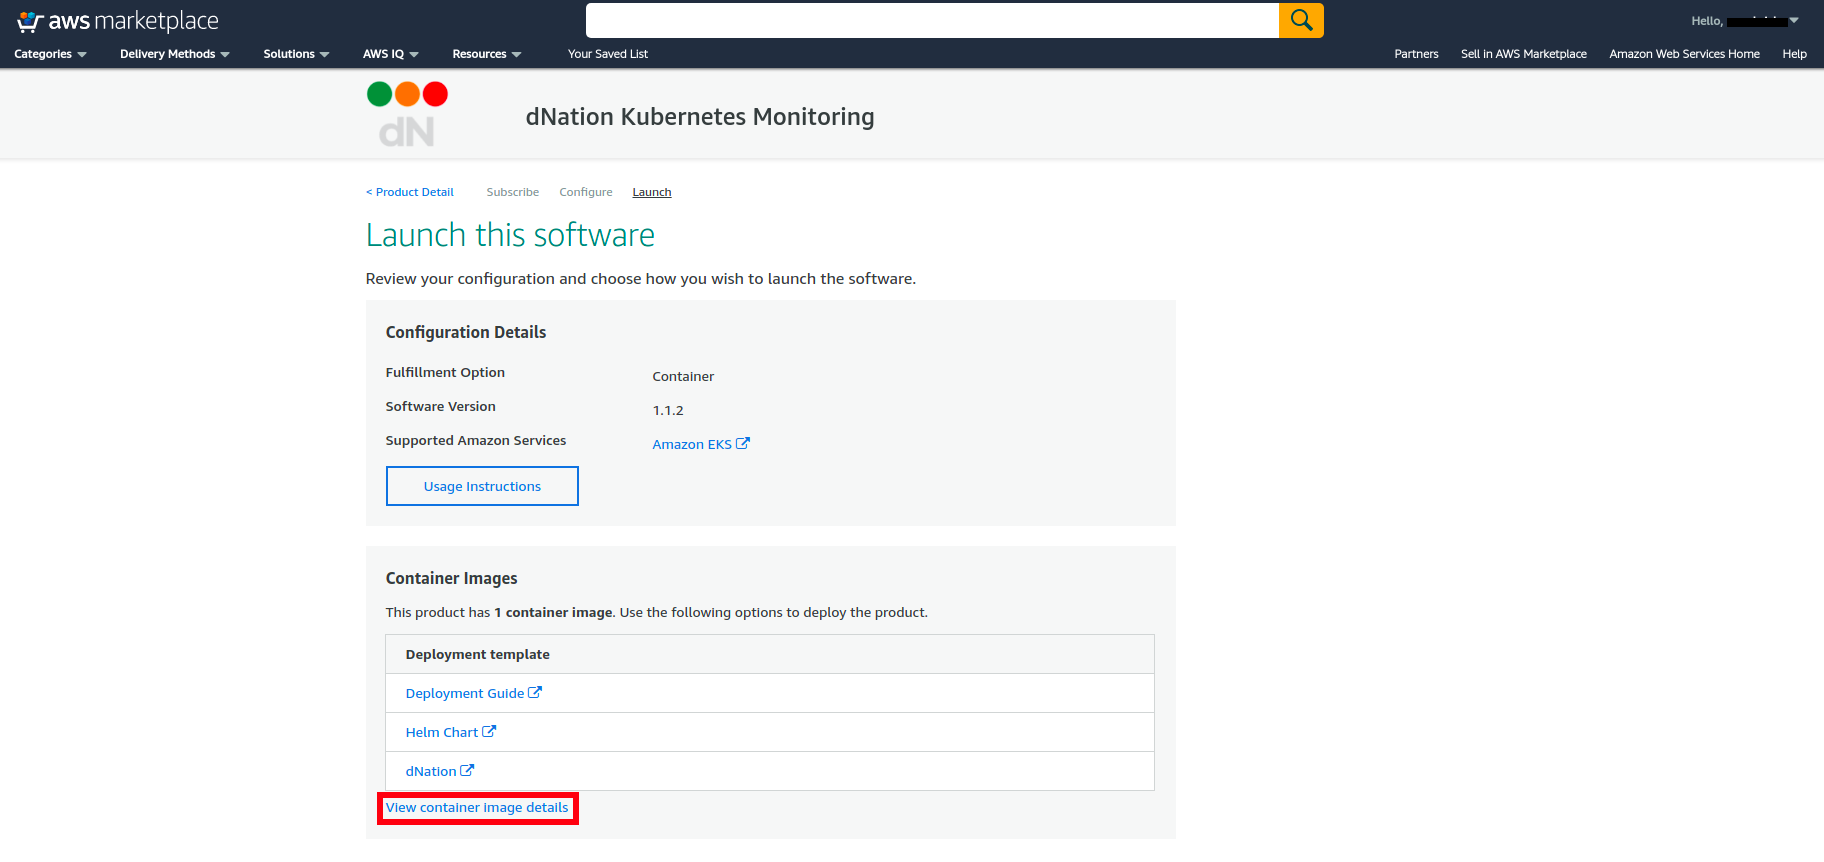 aws marketplace
Hello,
Categories Delivery Methods Solutions AWS IQ Resources Your Saved List Partners Sell in AWS Marketplace Amazon Web Services Home Help
dN
dNation Kubernetes Monitoring
< Product Detail Subscribe Configure Launch
Launch this software
Review your configuration and choose how you wish to launch the software.
Configuration Details
Fulfillment Option Container
Software Version 1.1.2
Supported Amazon Services Amazon EKS
Usage Instructions
Container Images
This product has 1 container image. Use the following options to deploy the product.
Deployment template
Deployment Guide
Helm Chart
dNation
View container image details